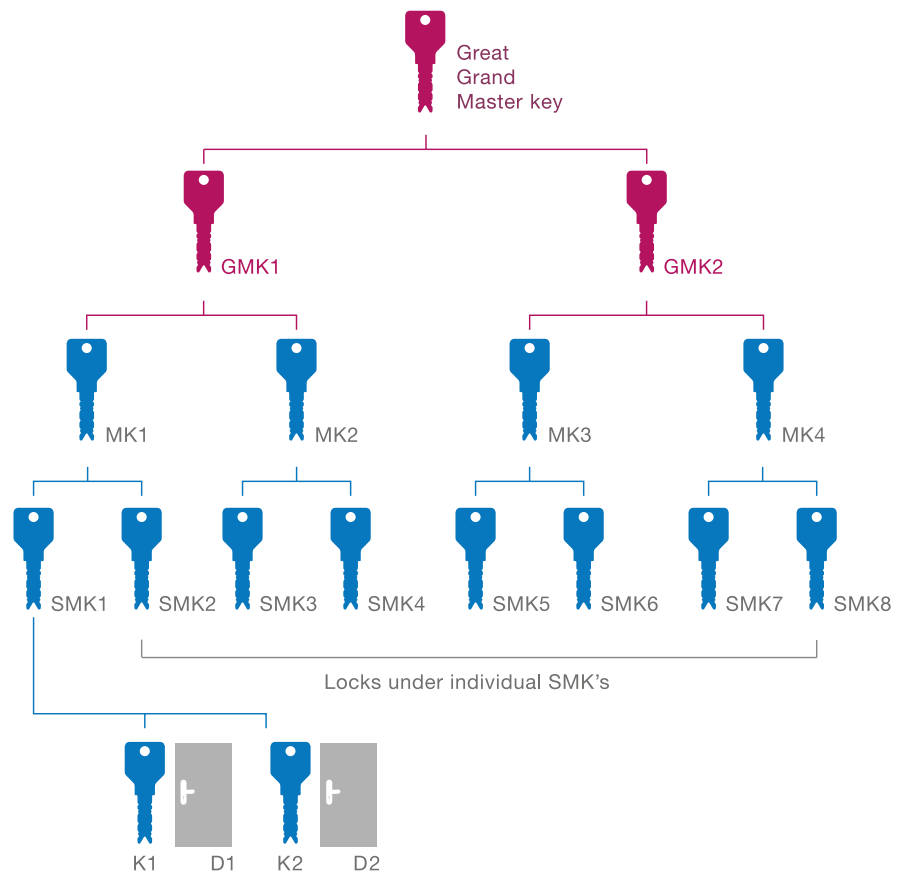 Great
Grand
Master key
GMK1
GMK2
MK1
MK2
MK3
MK4
SMK1
SMK2
SMK3
SMK4
SMK5
SMK6
SMK7
SMK8
Locks under individual SMK's
K1
D1
K2
D2